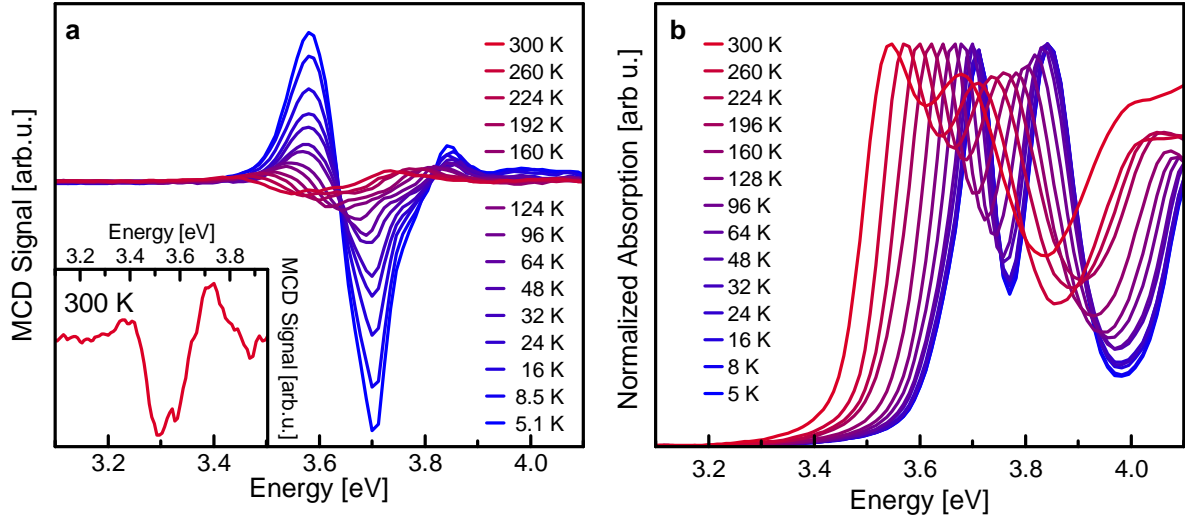 a
MCD Signal [arb.u.]
300 K
260 K
224 K
192 K
160 K
124 K
96 K
64 K
48 K
32 K
24 K
16 K
8.5 K
5.1 K
Energy [eV]
3.2 3.4 3.6 3.8
300 K
MCD Signal [arb.u.]
3.2 3.4 3.6 3.8 4.0
Energy [eV]
b
Normalized Absorption [arb u.]
300 K
260 K
224 K
196 K
160 K
128 K
96 K
64 K
48 K
32 K
24 K
16 K
8 K
5 K
3.2 3.4 3.6 3.8 4.0
Energy [eV]